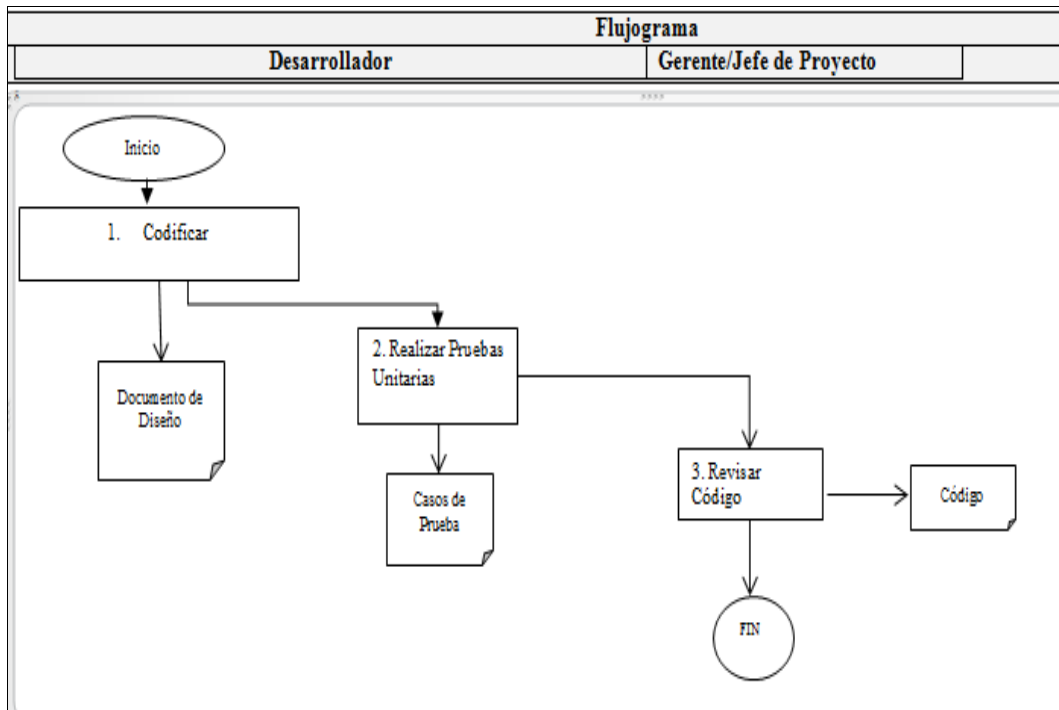 Flujograma
Desarrollador
Gerente/Jefe de Proyecto
Inicio
1. Codificar
2. Realizar Pruebas
Unitarias
Documento de
Diseño
3. Revisar
Código
Casos de
Prueba
Código
FIN